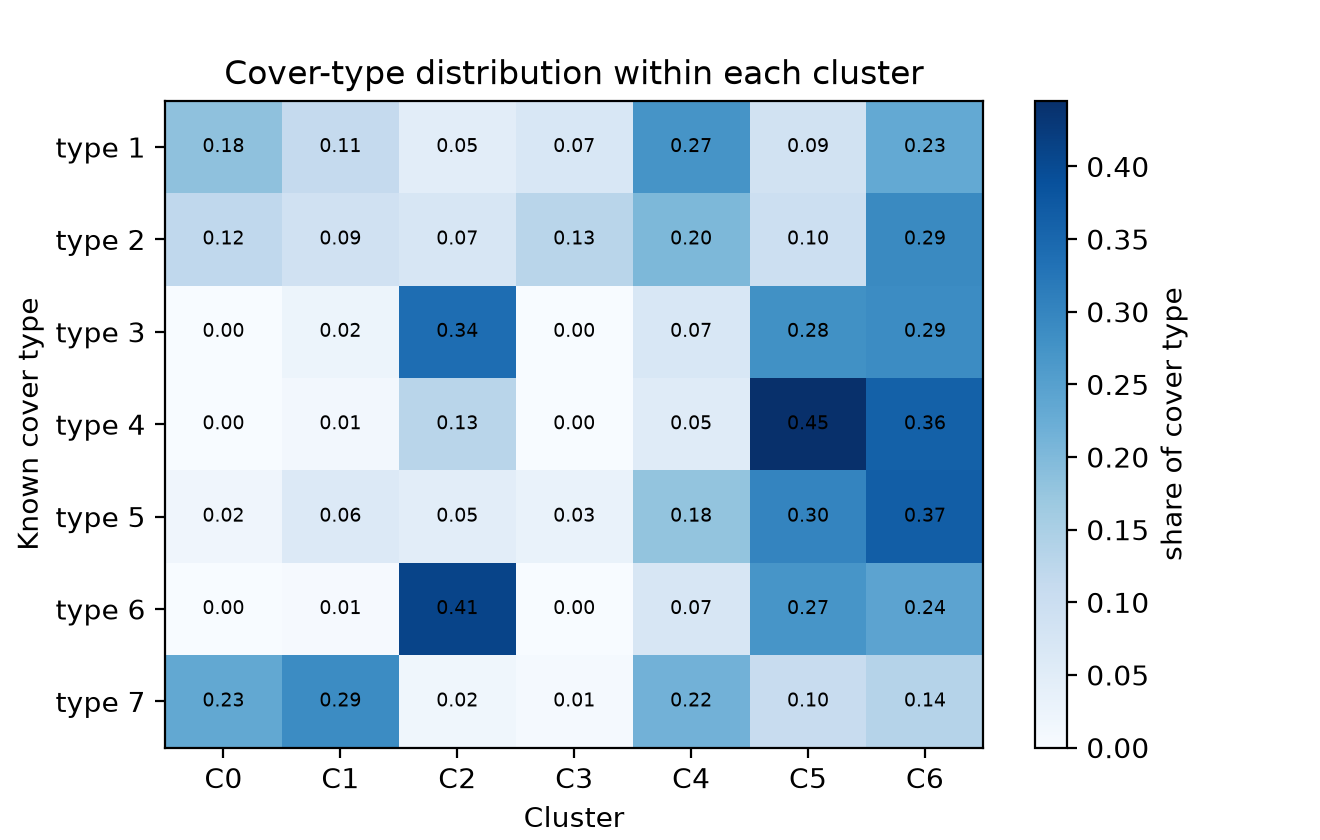 Cover-type distribution within each cluster
Known cover type
type 1 0.18 0.11 0.05 0.07 0.27 0.09 0.23
type 2 0.12 0.09 0.07 0.13 0.20 0.10 0.29
type 3 0.00 0.02 0.34 0.00 0.07 0.28 0.29
type 4 0.00 0.01 0.13 0.00 0.05 0.45 0.36
type 5 0.02 0.06 0.05 0.03 0.18 0.30 0.37
type 6 0.00 0.01 0.41 0.00 0.07 0.27 0.24
type 7 0.23 0.29 0.02 0.01 0.22 0.10 0.14
C0 C1 C2 C3 C4 C5 C6
Cluster
0.40
0.35
0.30
0.25
0.20
0.15
0.10
0.05
0.00
share of cover type